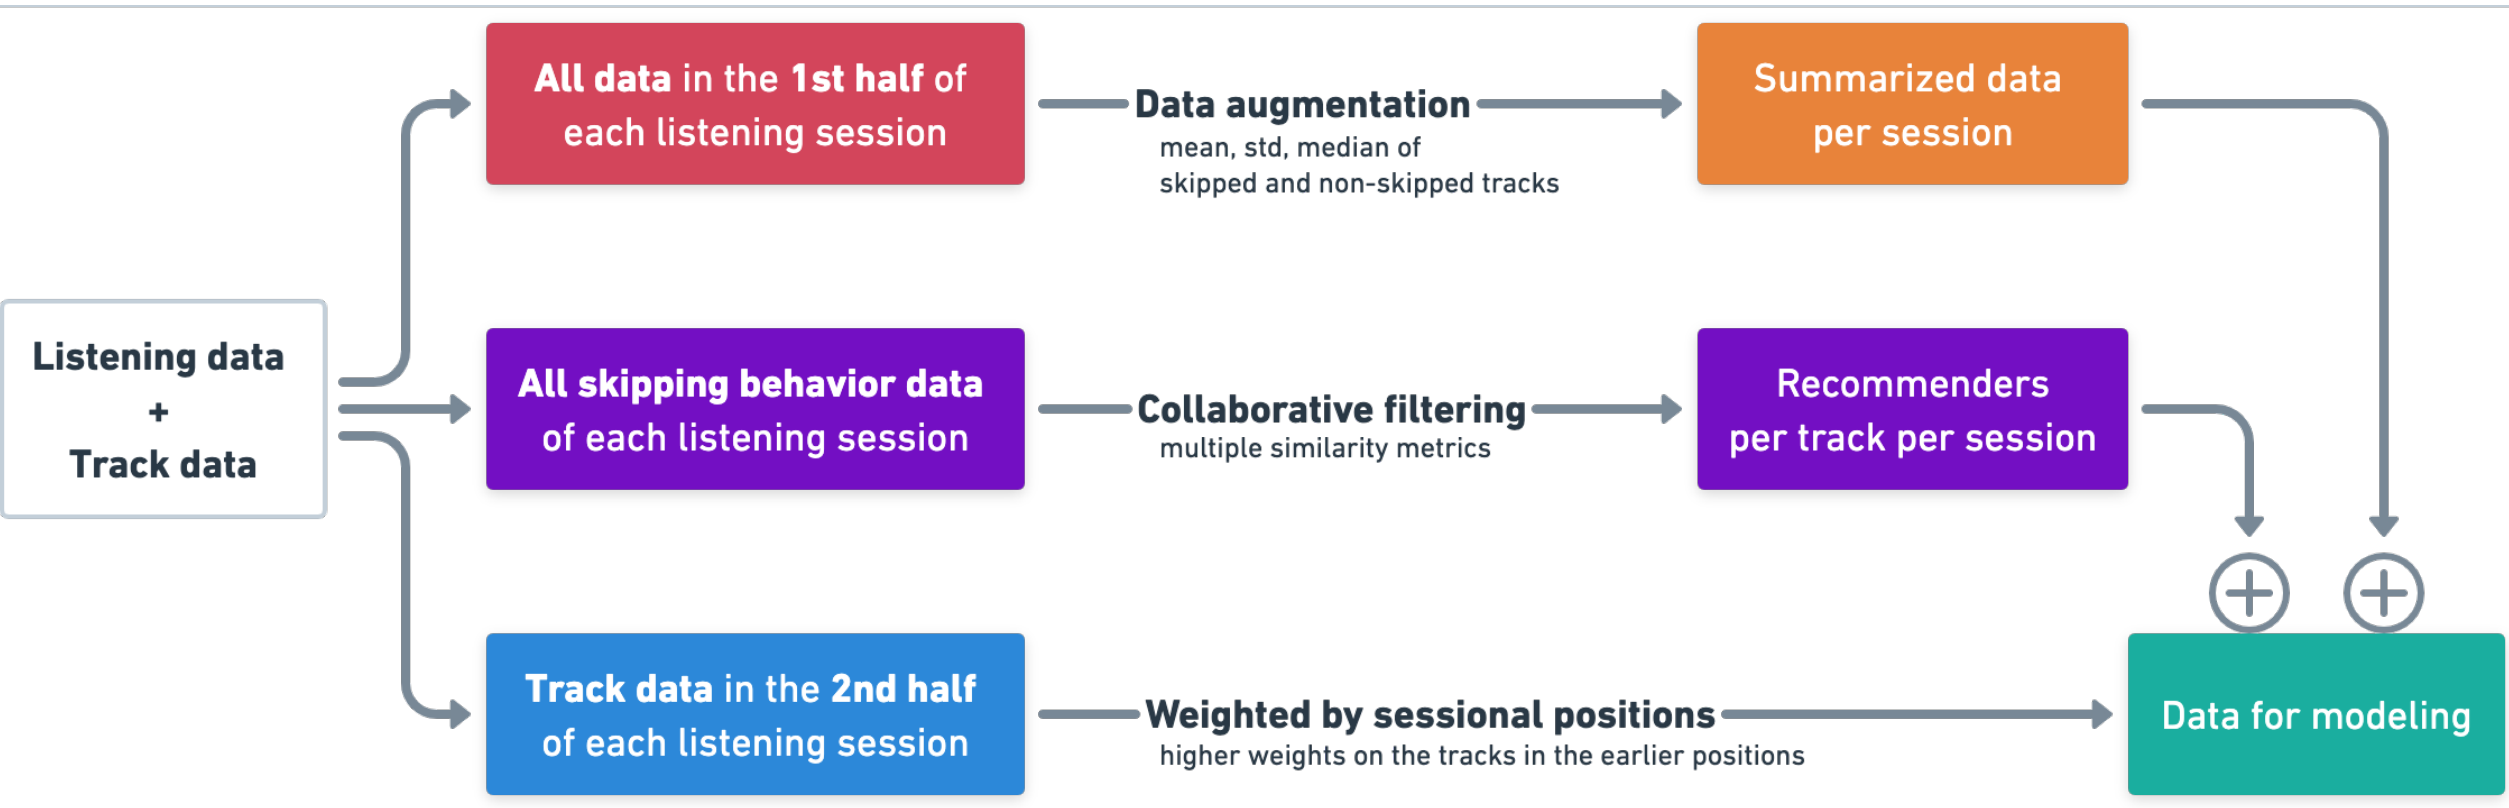 All data in the 1st half of
each listening session
Data augmentation
mean, std, median of
skipped and non-skipped tracks
Summarized data
per session
Listening data
+
Track data
All skipping behavior data
of each listening session
Collaborative filtering
multiple similarity metrics
Recommenders
per track per session
Track data in the 2nd half
of each listening session
Weighted by sessional positions
higher weights on the tracks in the earlier positions
Data for modeling